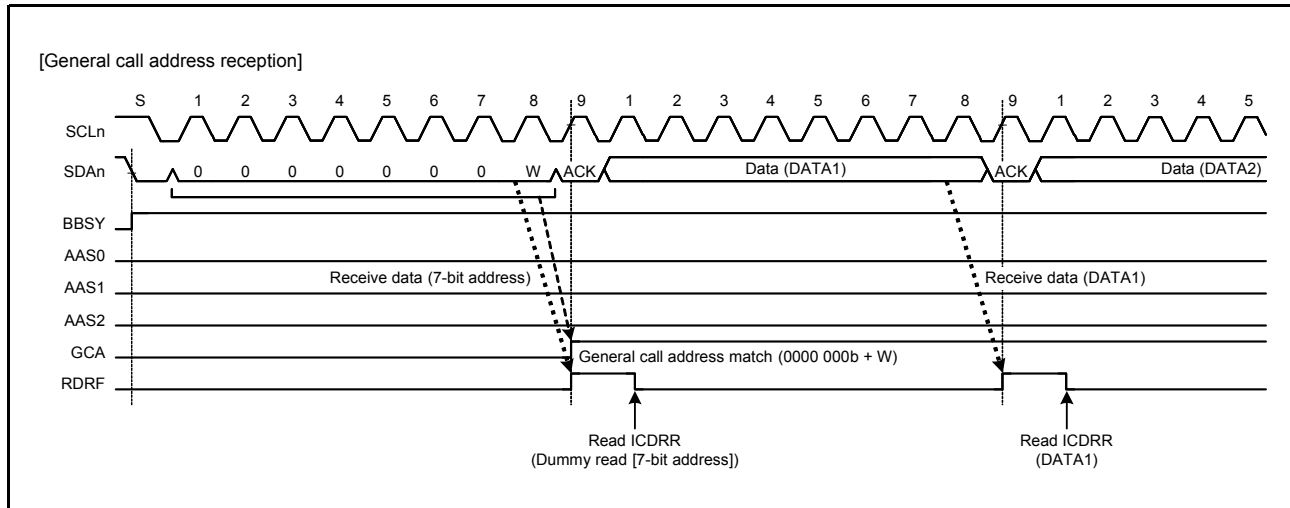 [General call address reception]
S 1 2 3 4 5 6 7 8 9 1 2 3 4 5 6 7 8 9 1 2 3 4 5
SCLn
SDAn 0 0 0 0 0 0 0 W ACK Data (DATA1) ACK Data (DATA2)
BBSY
AAS0
Receive data (7-bit address) Receive data (DATA1)
AAS1
AAS2
GCA General call address match (0000 000b + W)
RDRF
Read ICDRR Read ICDRR
(Dummy read [7-bit address]) (DATA1)